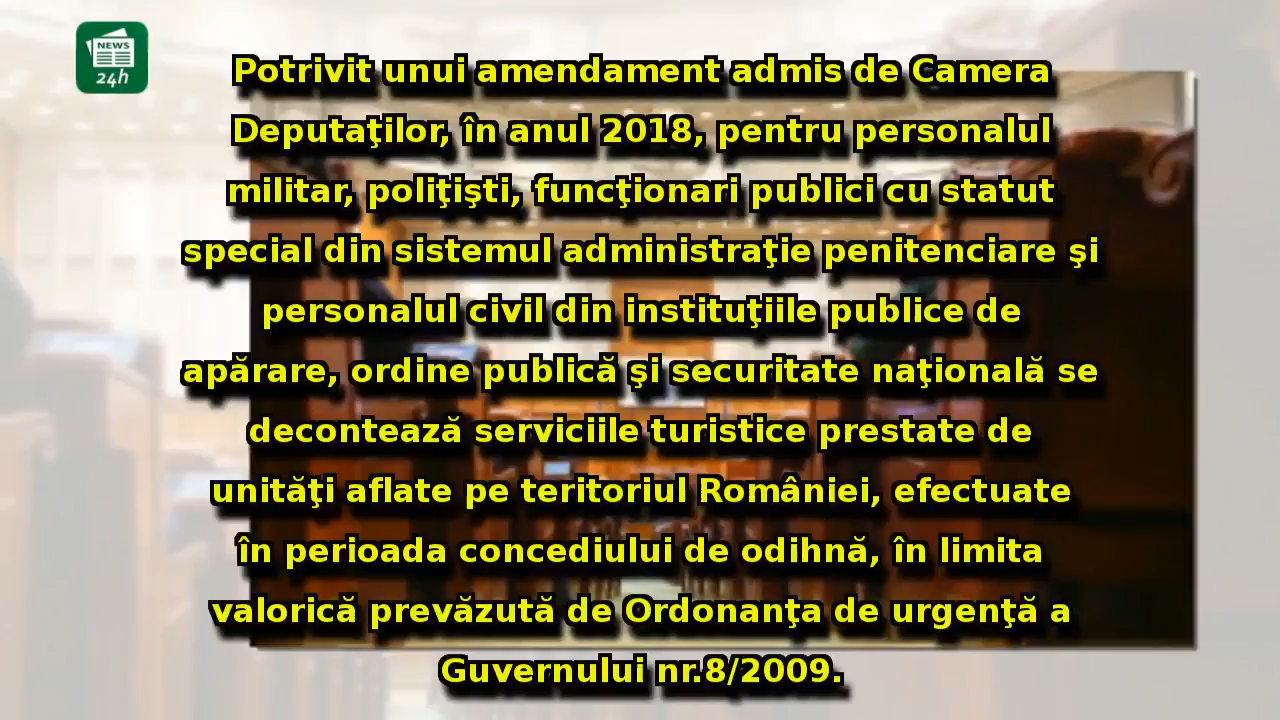 NEWS
24h
Potrivit unui amendament admis de Camera
Deputaţilor, în anul 2018, pentru personalul
militar, poliţişti, funcţionari publici cu statut
special din sistemul administraţie penitenciare şi
personalul civil din instituţiile publice de
apărare, ordine publică şi securitate naţională se
decontează serviciile turistice prestate de
unităţi aflate pe teritoriul României, efectuate
în perioada concediului de odihnă, în limita
valorică prevăzută de Ordonanţa de urgenţă a
Guvernului nr.8/2009.